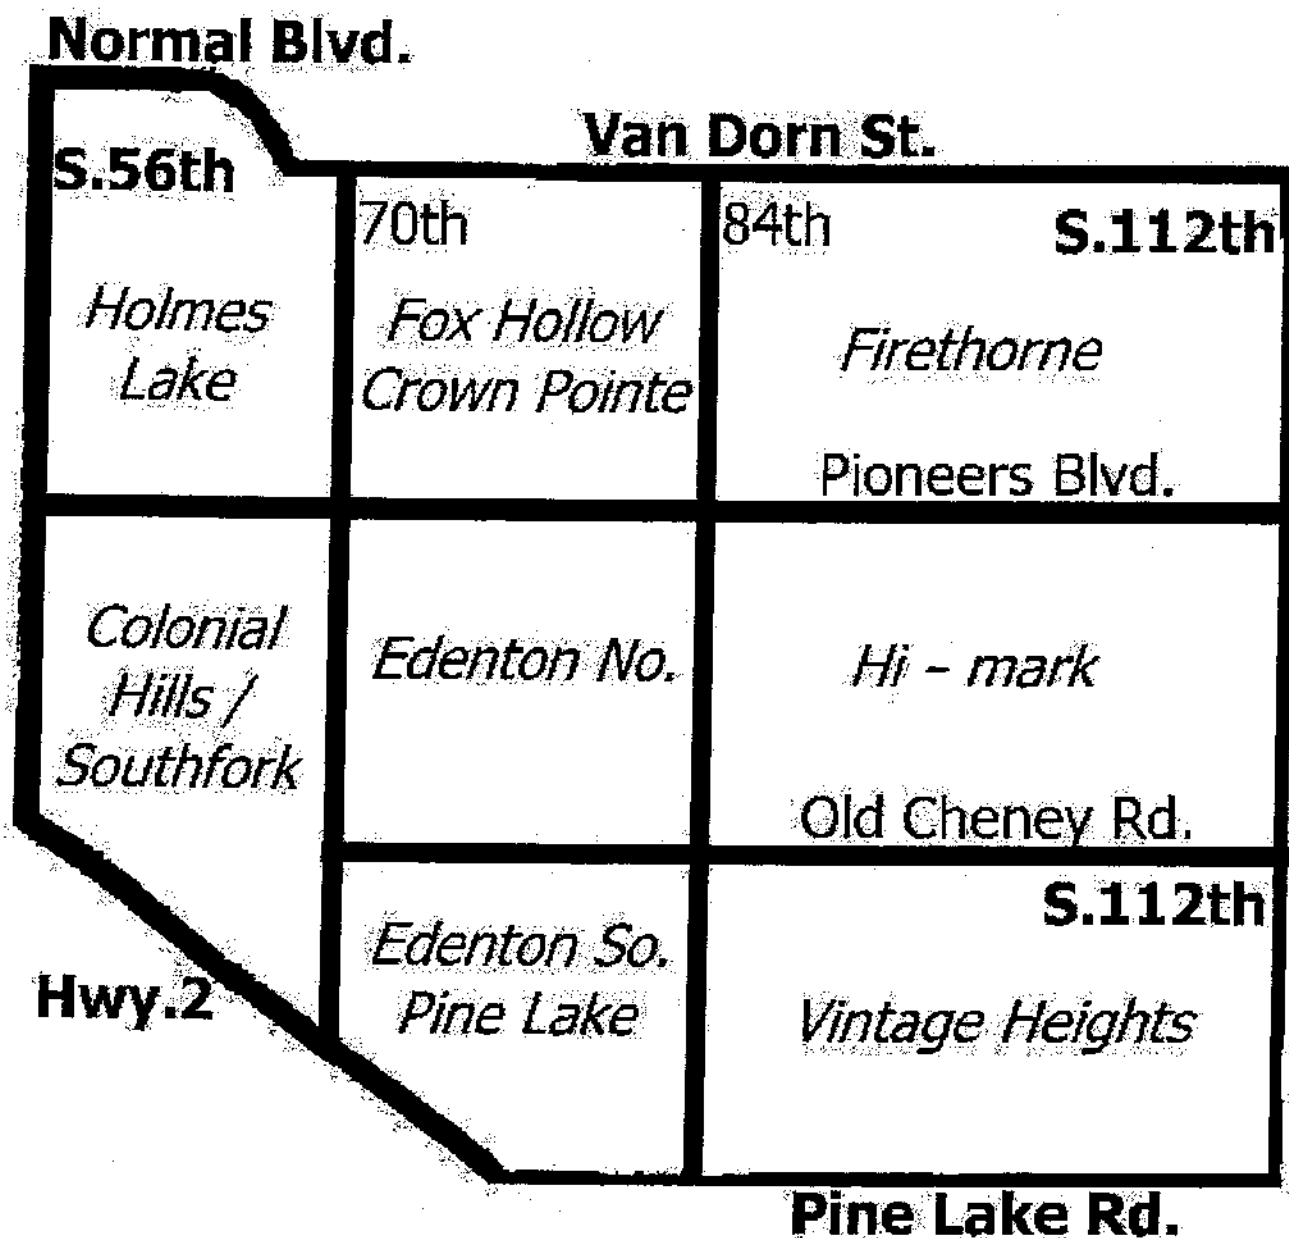 Normal Blvd.
Van Dorn St.
S.56th
70th
84th
S.112th
Holmes
Lake
Fox Hollow
Crown Pointe
Firethorne
Pioneers Blvd.
Colonial
Hills /
Southfork
Edenton No.
Hi - mark
Old Cheney Rd.
S.112th
Edenton So.
Pine Lake
Vintage Heights
Hwy.2
Pine Lake Rd.